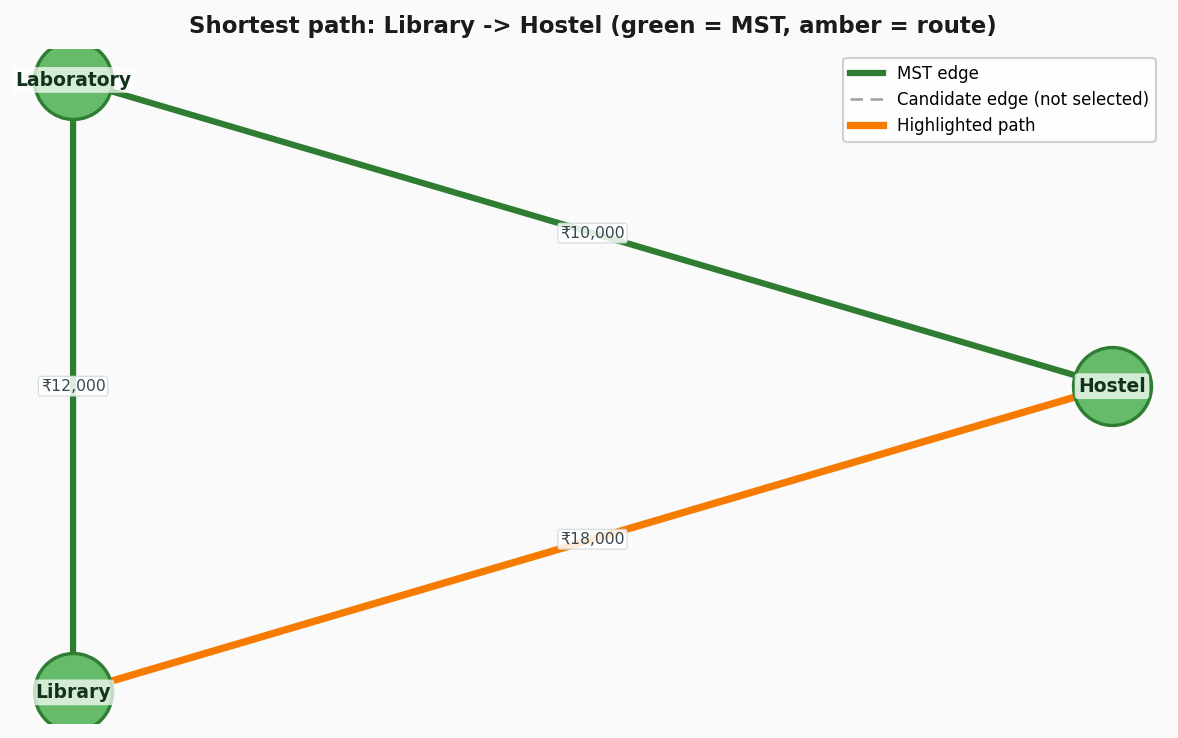 Shortest path: Library -> Hostel (green = MST, amber = route)
MST edge
Candidate edge (not selected)
Highlighted path
Laboratory
₹10,000
₹12,000
Hostel
₹18,000
Library